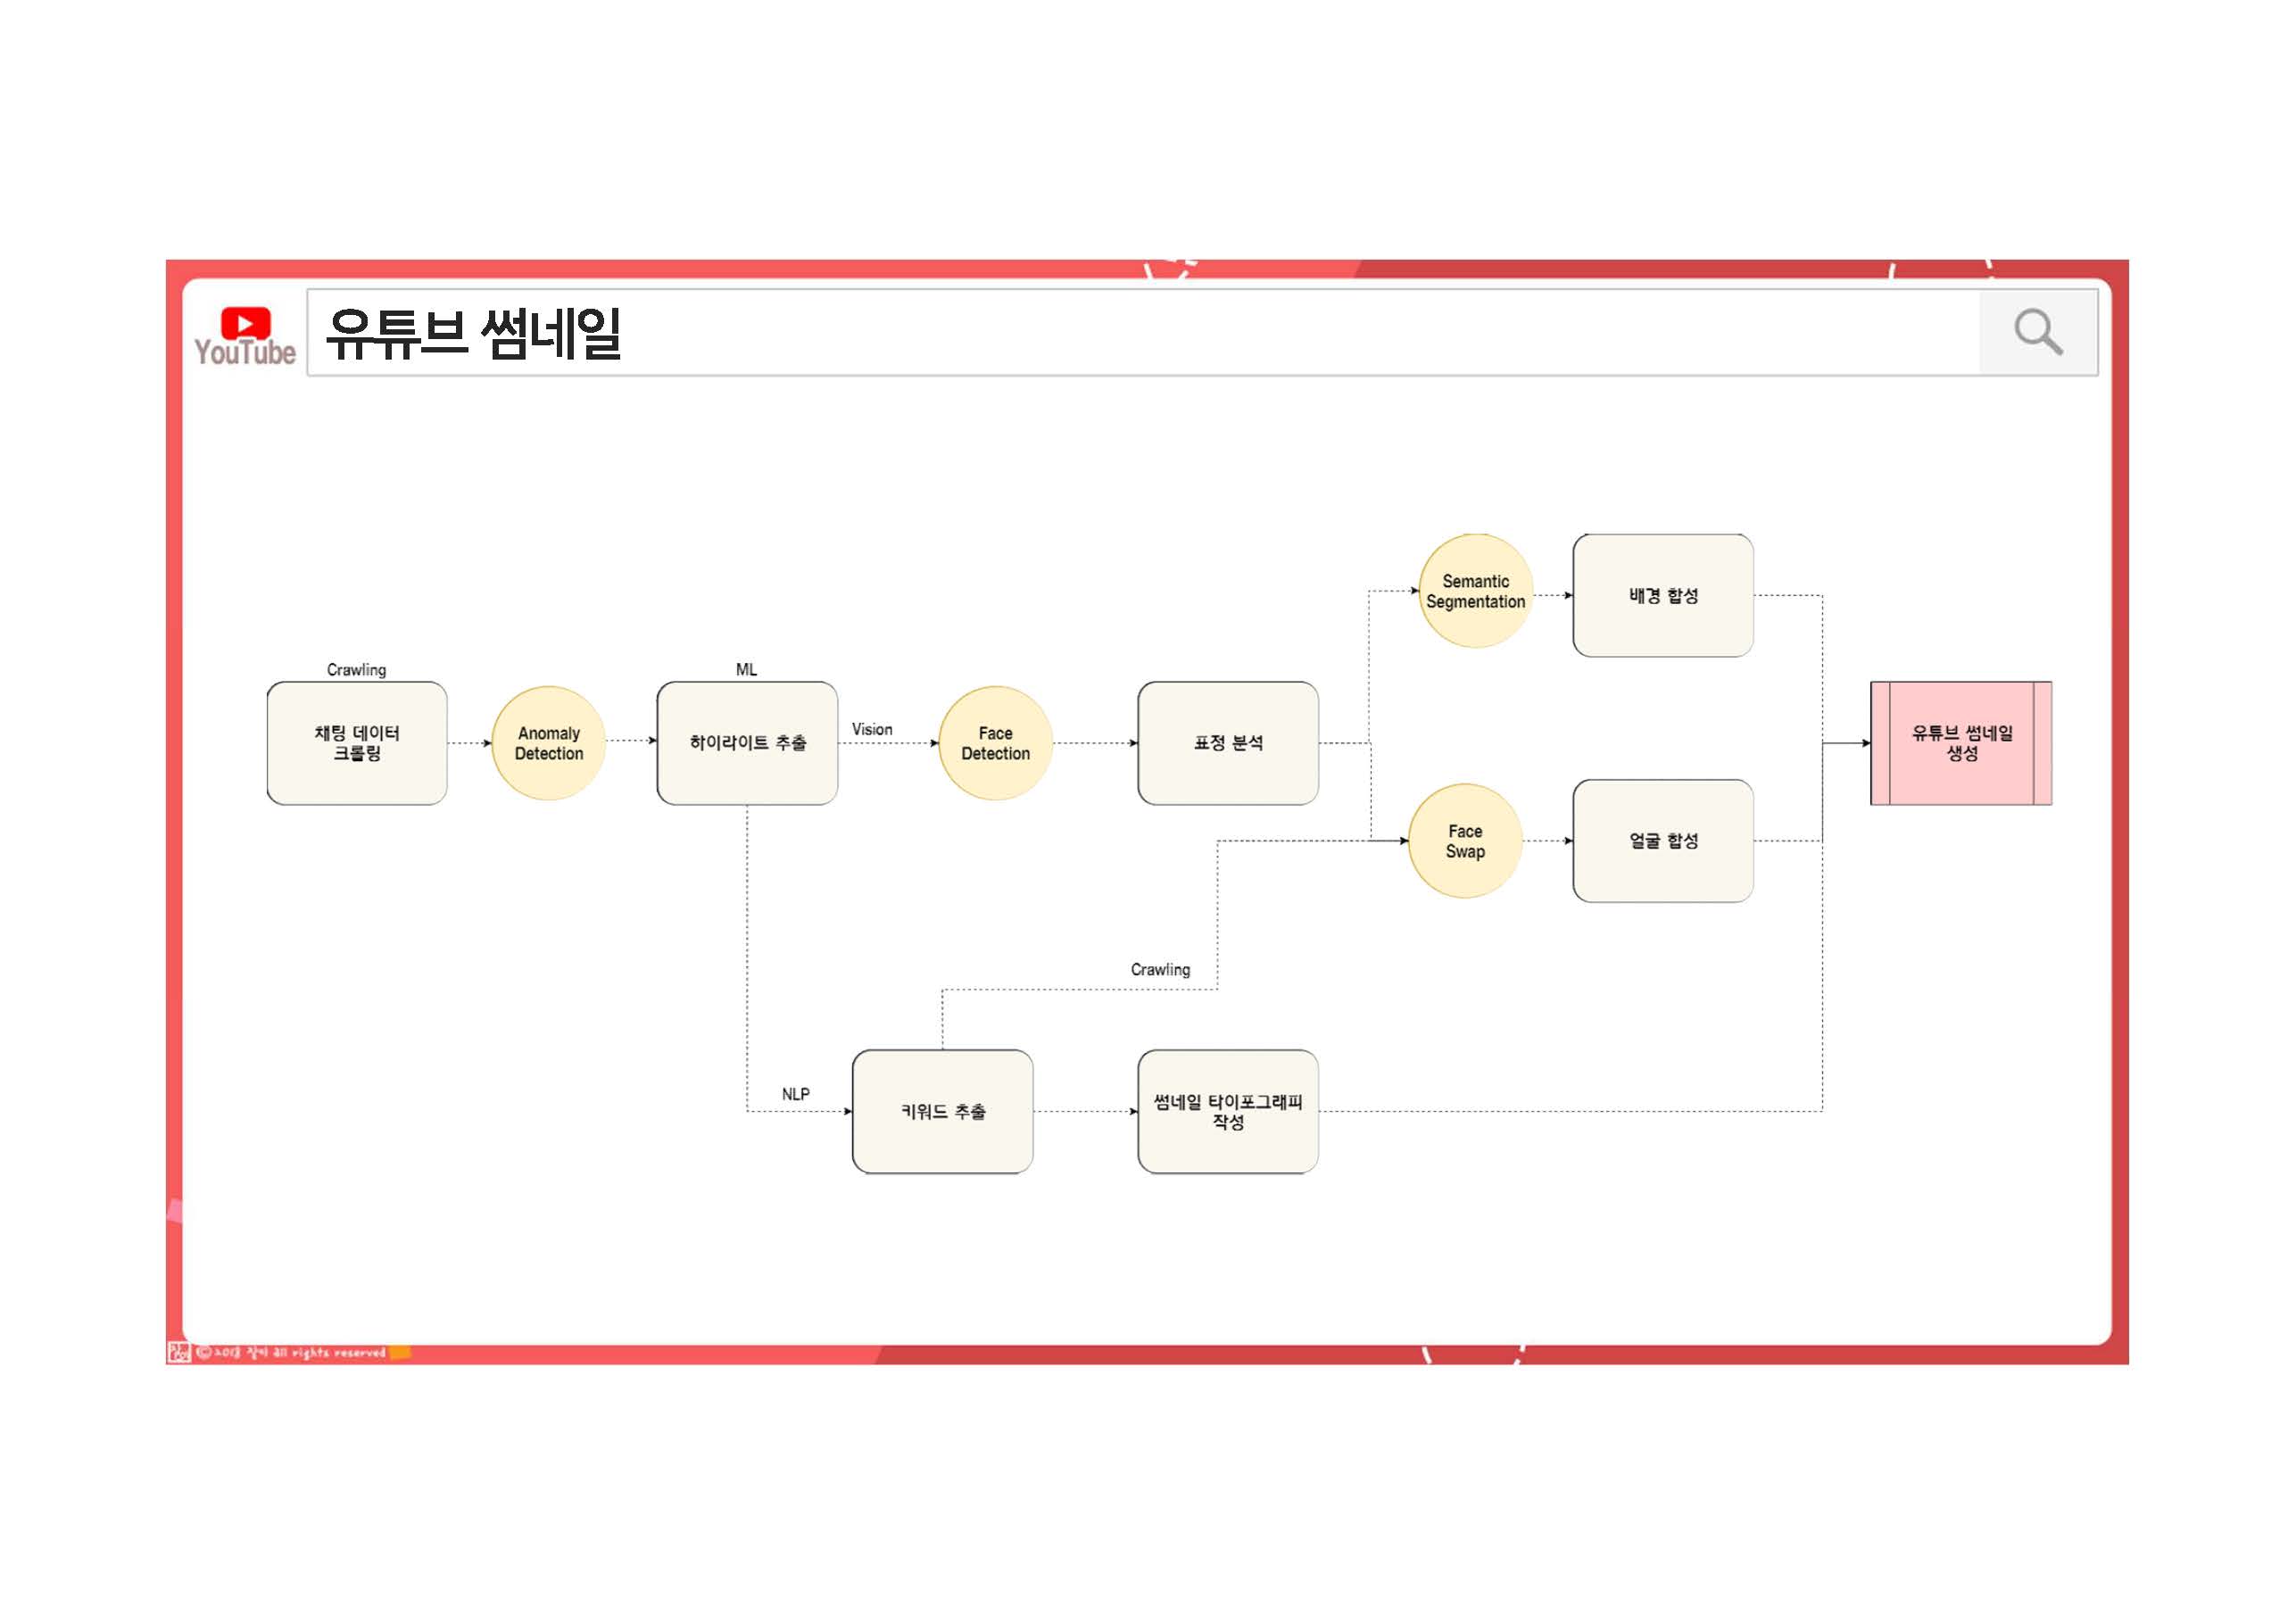 YouTube
유튜브 썸네일
Semantic
Segmentation
배경 합성
Crawling
채팅 데이터
크롤링
Anomaly
Detection
ML
하이라이트 추출
Vision
Face
Detection
표정 분석
유튜브 썸네일
생성
Face
Swap
얼굴 합성
Crawling
NLP
키워드 추출
썸네일 타이포그래피
작성
all rights reserved